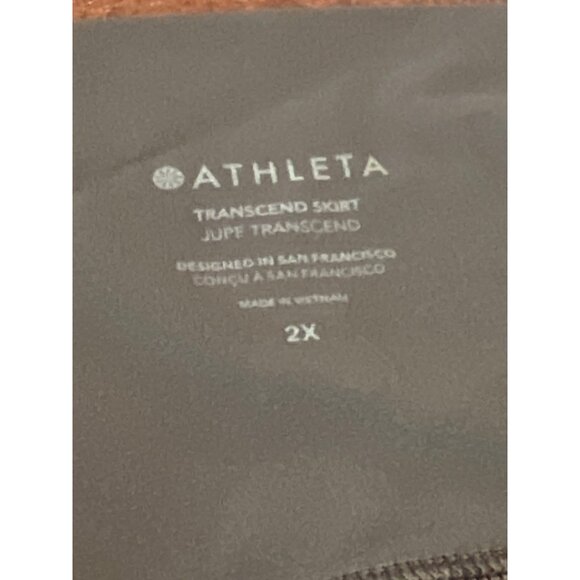 ATHLETA
TRANSCEND SKIRT
JUPE TRANSCEND
DESIGNED IN SAN FRANCISCO
CONÇU À SAN FRANCISCO
MADE IN VIETNAM
2X